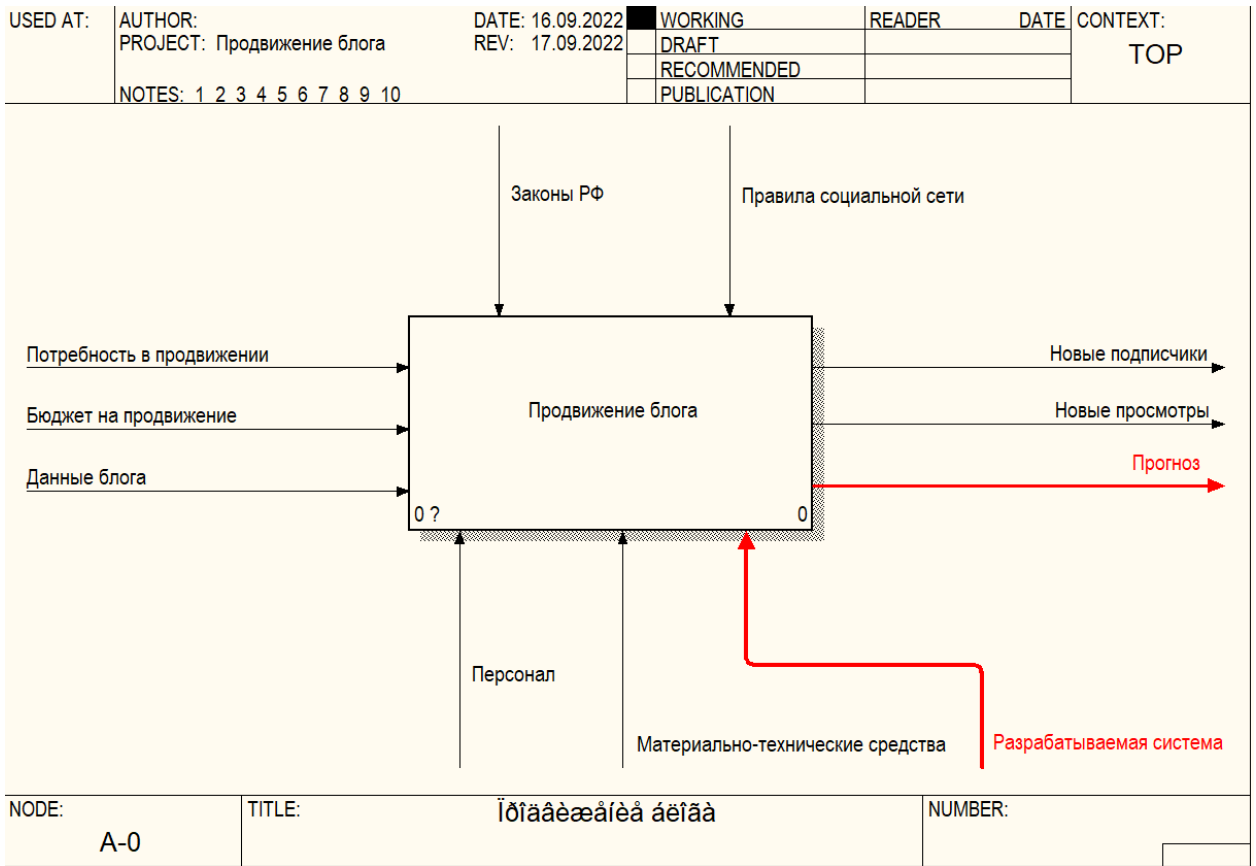 USED AT:
AUTHOR:
DATE: 16.09.2022
WORKING
READER
DATE
CONTEXT:
PROJECT: Продвижение блога
REV: 17.09.2022
DRAFT
TOP
RECOMMENDED
NOTES: 1 2 3 4 5 6 7 8 9 10
PUBLICATION
Законы РФ
Правила социальной сети
Потребность в продвижении
Бюджет на продвижение
Данные блога
Продвижение блога
0 ?
0
Новые подписчики
Новые просмотры
Прогноз
Персонал
Материально-технические средства
Разрабатываемая система
NODE:
TITLE:
Ïðîäâèæåíèå áëîãà
NUMBER:
A-0